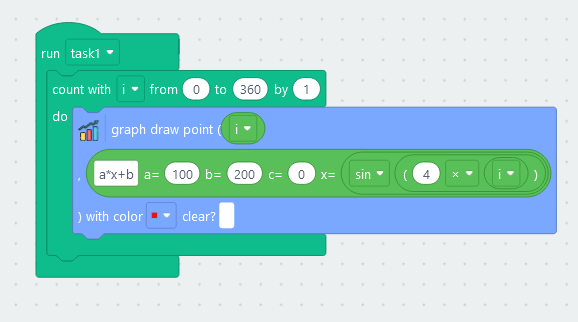 run task1
count with i from 0 to 360 by 1
do
graph draw point ( i
, a*x+b a= 100 b= 200 c= 0 x= sin ( 4 × i )
) with color clear?